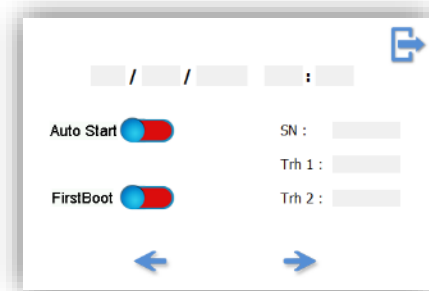 / / :
Auto Start SN :
Trh 1 :
FirstBoot Trh 2 :